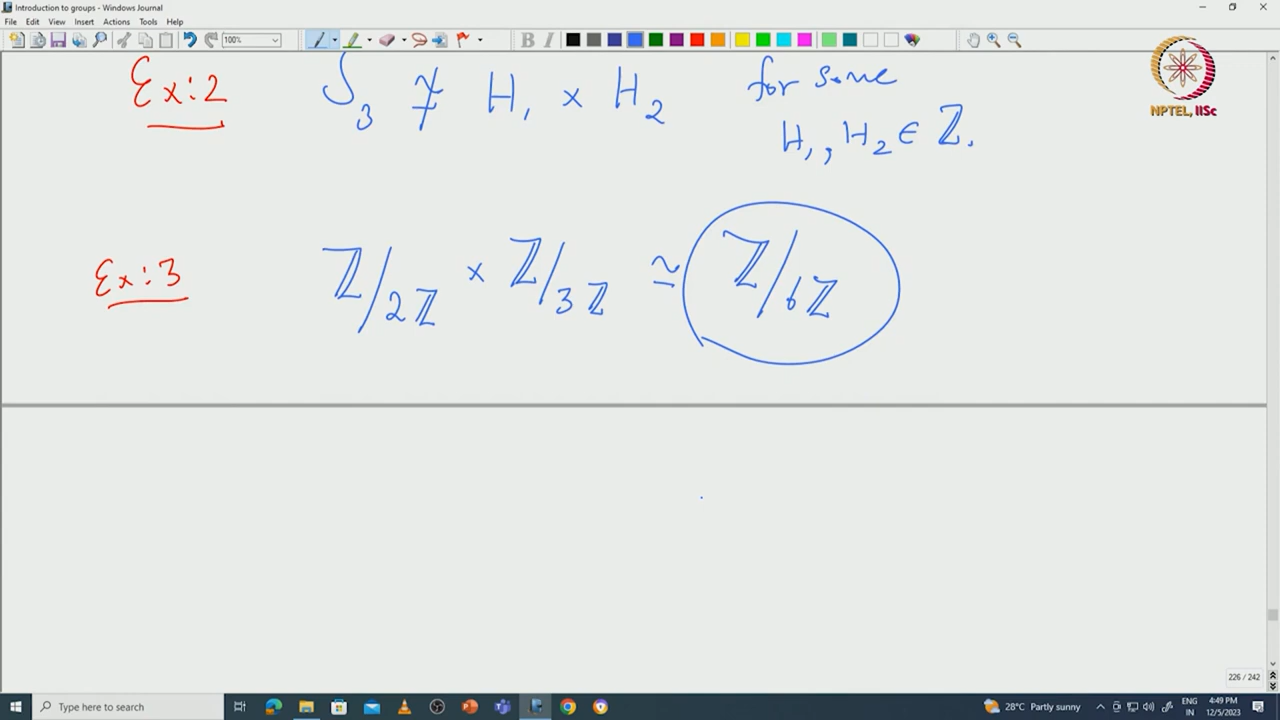 Introduction to groups - Windows Journal
File Edit View Insert Actions Tools Help
100%
B I
Ex:2 S₃ ≇ H₁ × H₂ for some
H₁, H₂ ∈ ℤ.
NPTEL, IISc
Ex:3 ℤ/2ℤ × ℤ/3ℤ ≅ ℤ/6ℤ
226 / 242
Type here to search
28°C Partly sunny
ENG 4:49 PM
IN 12/5/2023